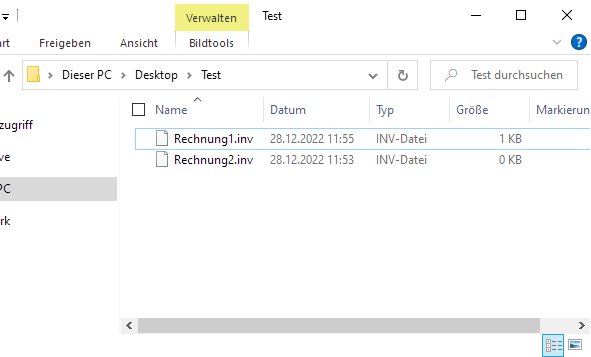 Verwalten Test
rt Freigeben Ansicht Bildtools
Dieser PC Desktop Test Test durchsuchen
Name Datum Typ Größe Markierun
zugriff
Rechnung1.inv 28.12.2022 11:55 INV-Datei 1 KB
ve
Rechnung2.inv 28.12.2022 11:53 INV-Datei 0 KB
PC
rk